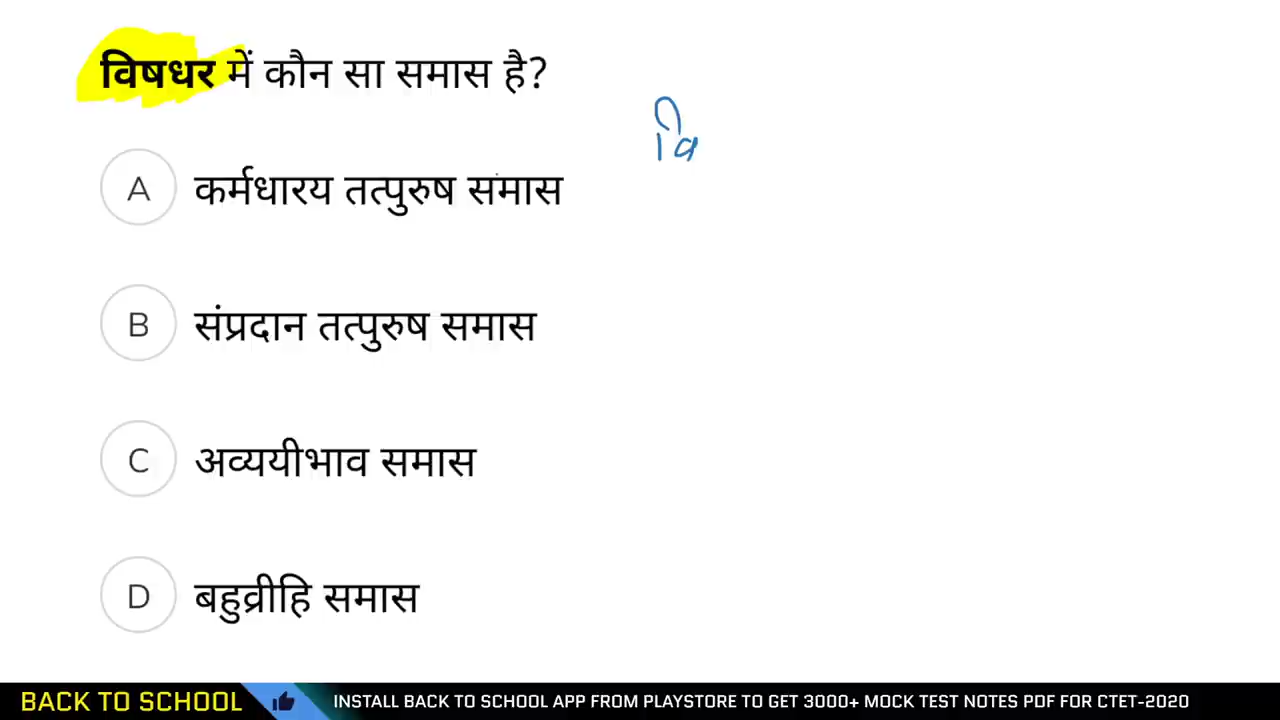 विषधर में कौन सा समास है?
वि
A कर्मधारय तत्पुरुष समास
B संप्रदान तत्पुरुष समास
C अव्ययीभाव समास
D बहुव्रीहि समास
BACK TO SCHOOL INSTALL BACK TO SCHOOL APP FROM PLAYSTORE TO GET 3000+ MOCK TEST NOTES PDF FOR CTET-2020